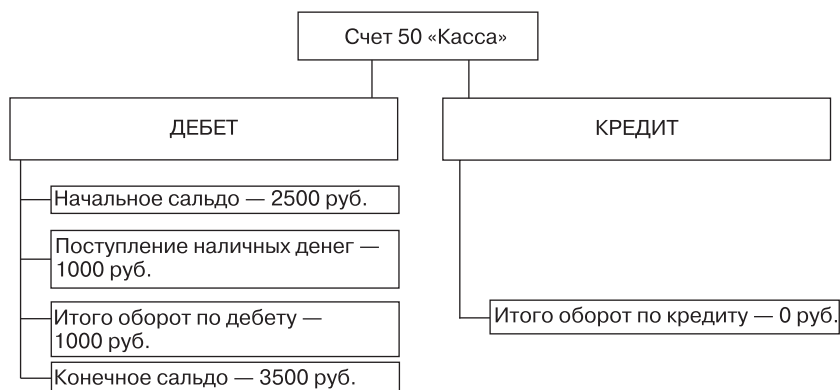 Счет 50 «Касса»
ДЕБЕТ
КРЕДИТ
Начальное сальдо — 2500 руб.
Поступление наличных денег —
1000 руб.
Итого оборот по дебету —
1000 руб.
Итого оборот по кредиту — 0 руб.
Конечное сальдо — 3500 руб.